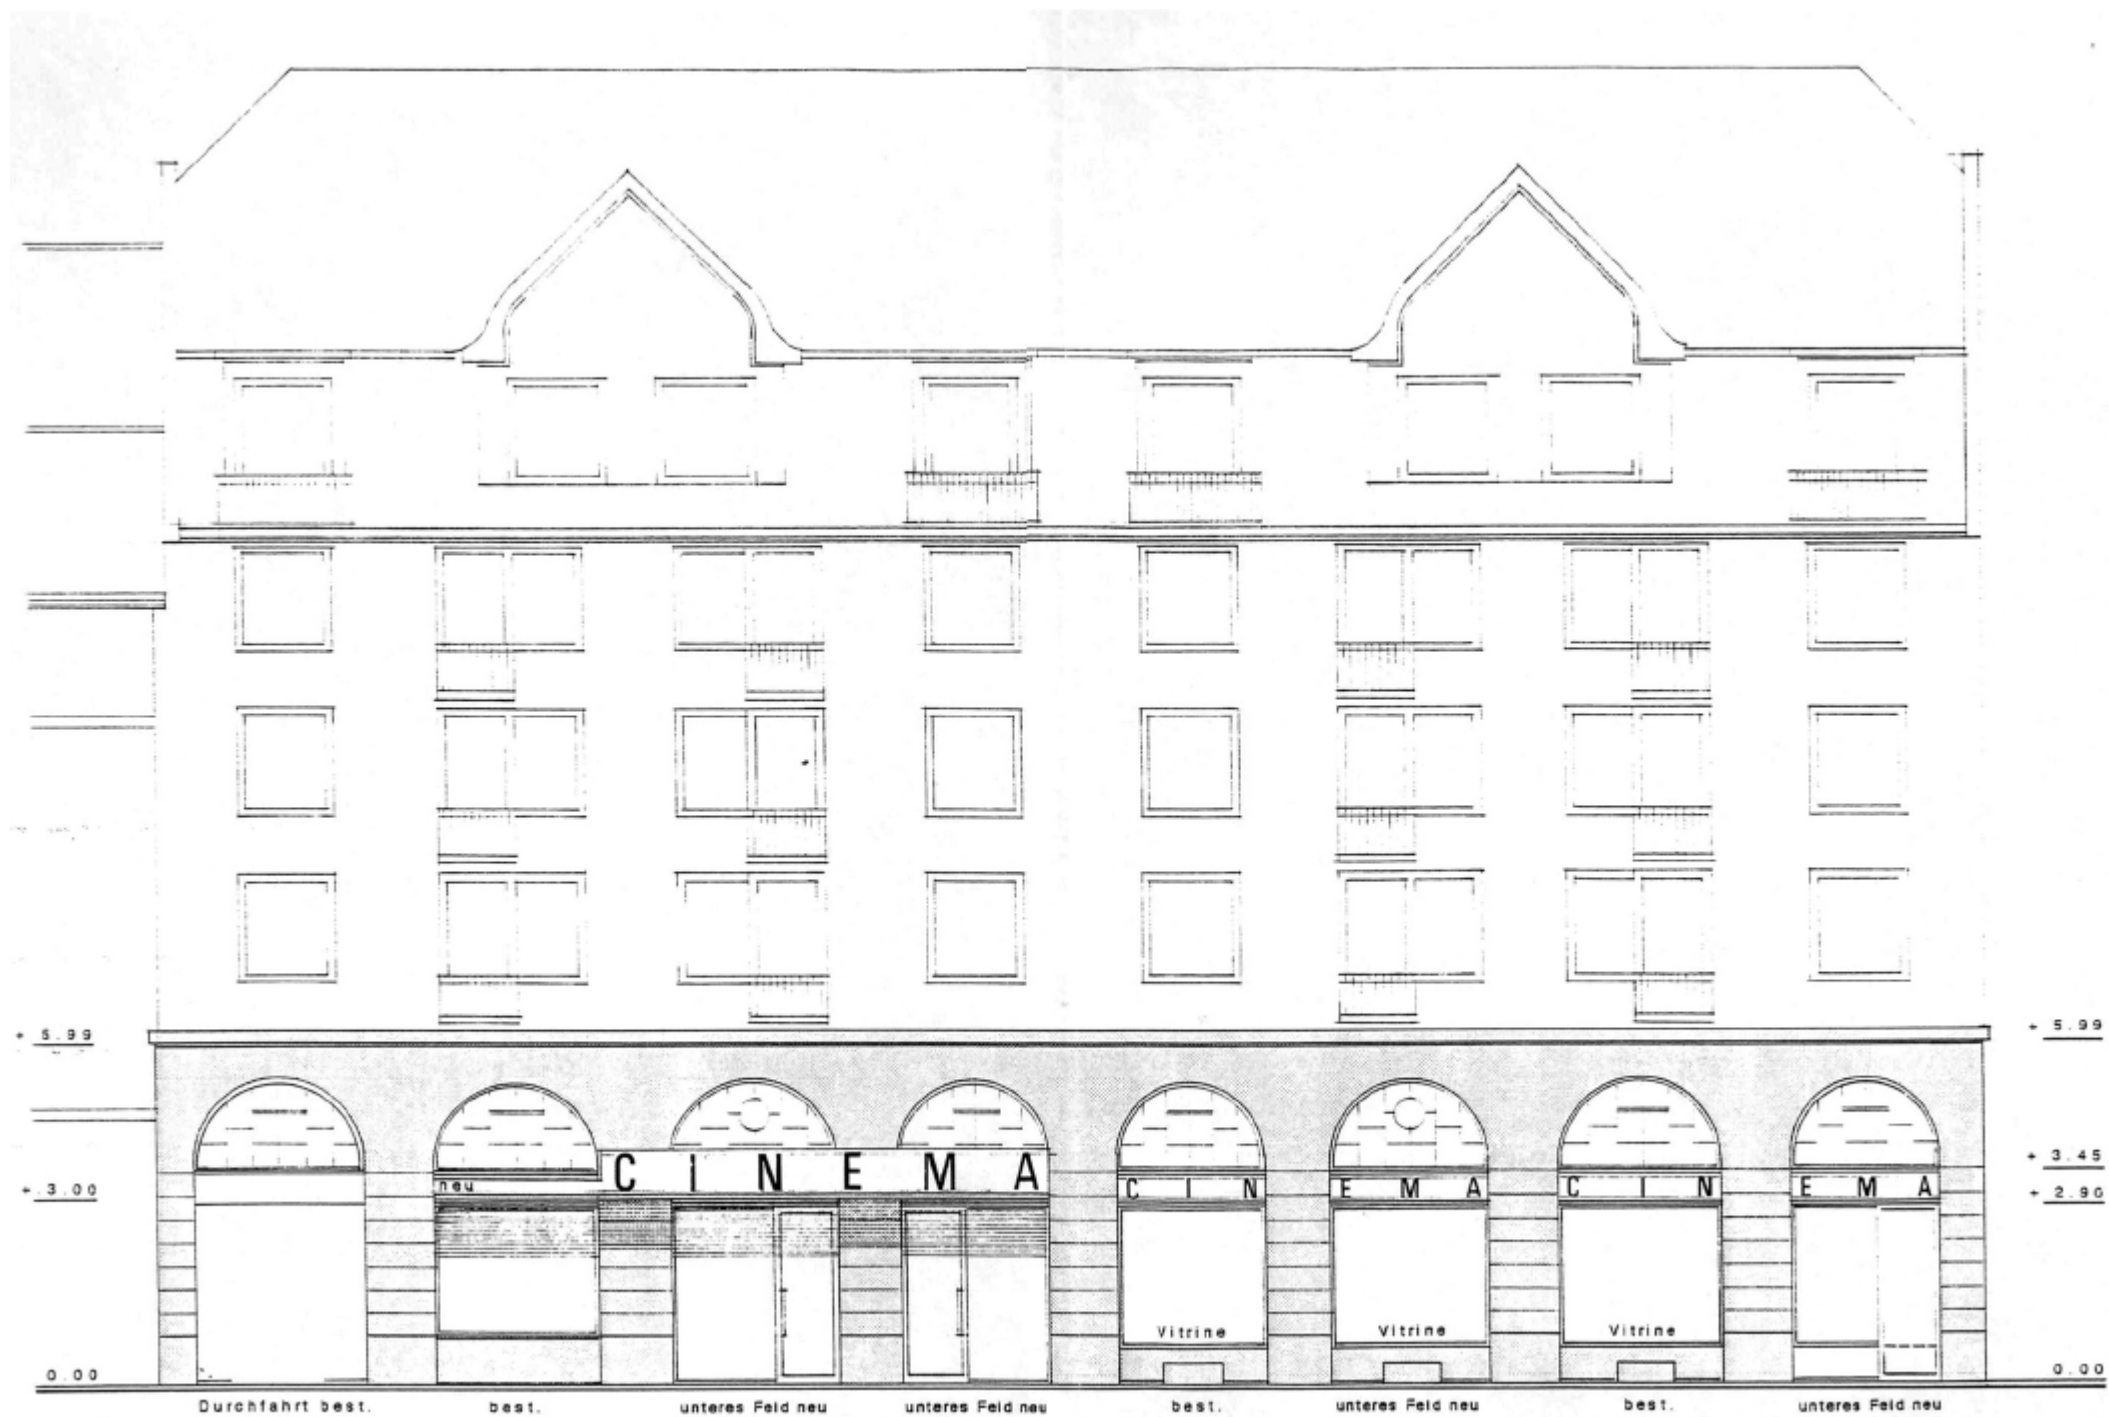 + 5.99
+ 5.99
CINEMA
+ 3.45
neu
+ 3.00
CIN
EMA
CIN
EMA
+ 2.90
Vitrine
Vitrine
Vitrine
0.00
0.00
Durchfahrt best.
best.
unteres Feld neu
unteres Feld neu
best.
unteres Feld neu
best.
unteres Feld neu